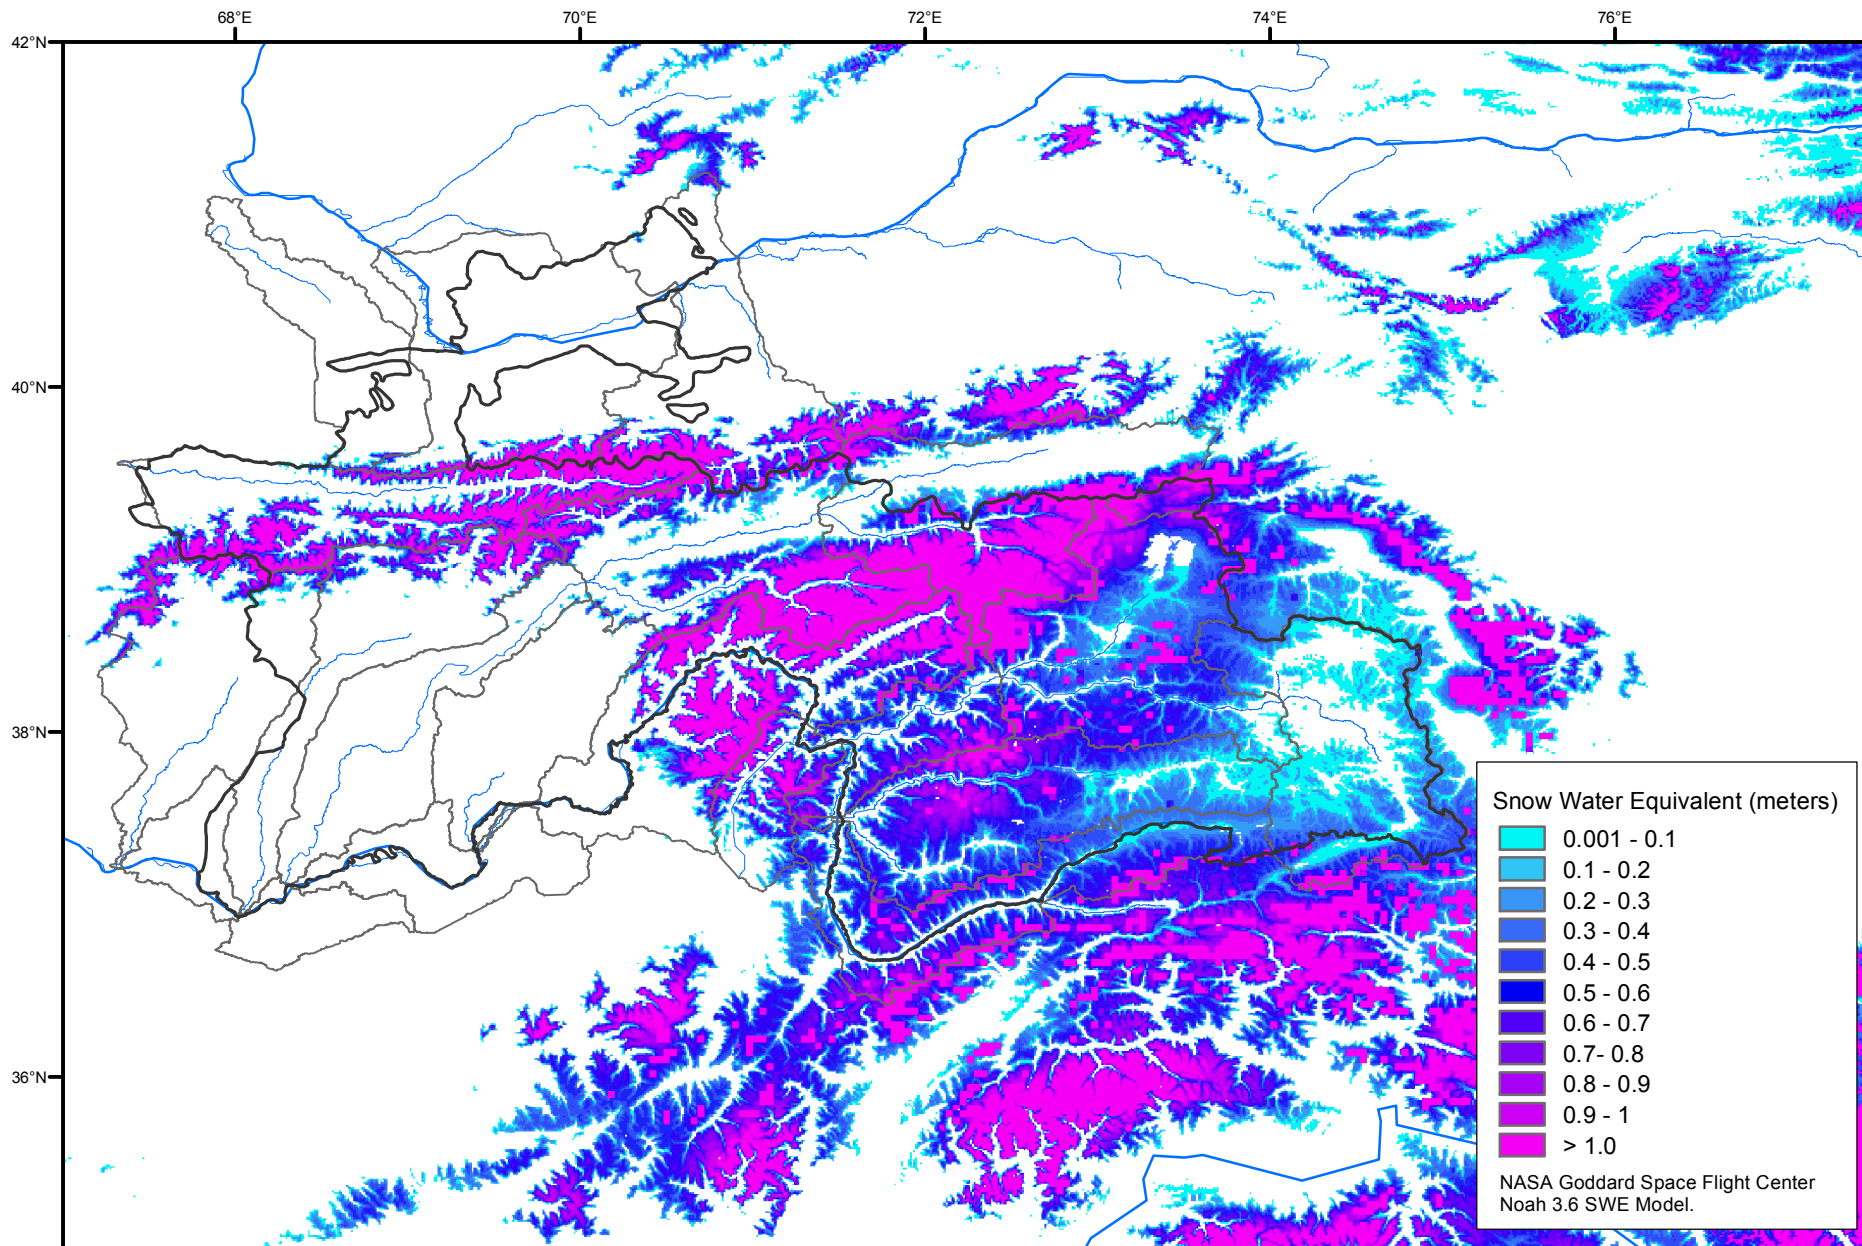 68°E 70°E 72°E 74°E 76°E
42°N
40°N
38°N
36°N
Snow Water Equivalent (meters)
0.001 - 0.1
0.1 - 0.2
0.2 - 0.3
0.3 - 0.4
0.4 - 0.5
0.5 - 0.6
0.6 - 0.7
0.7- 0.8
0.8 - 0.9
0.9 - 1
> 1.0
NASA Goddard Space Flight Center
Noah 3.6 SWE Model.